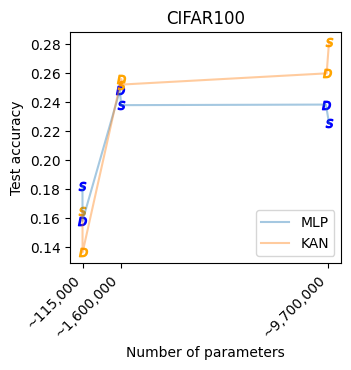 CIFAR100
0.28
0.26
0.24
0.22
0.20
0.18
0.16
0.14
Test accuracy
S
D
S
D
D
S
D
S
D
S
D
S
MLP
KAN
~115,000
~1,600,000
~9,700,000
Number of parameters